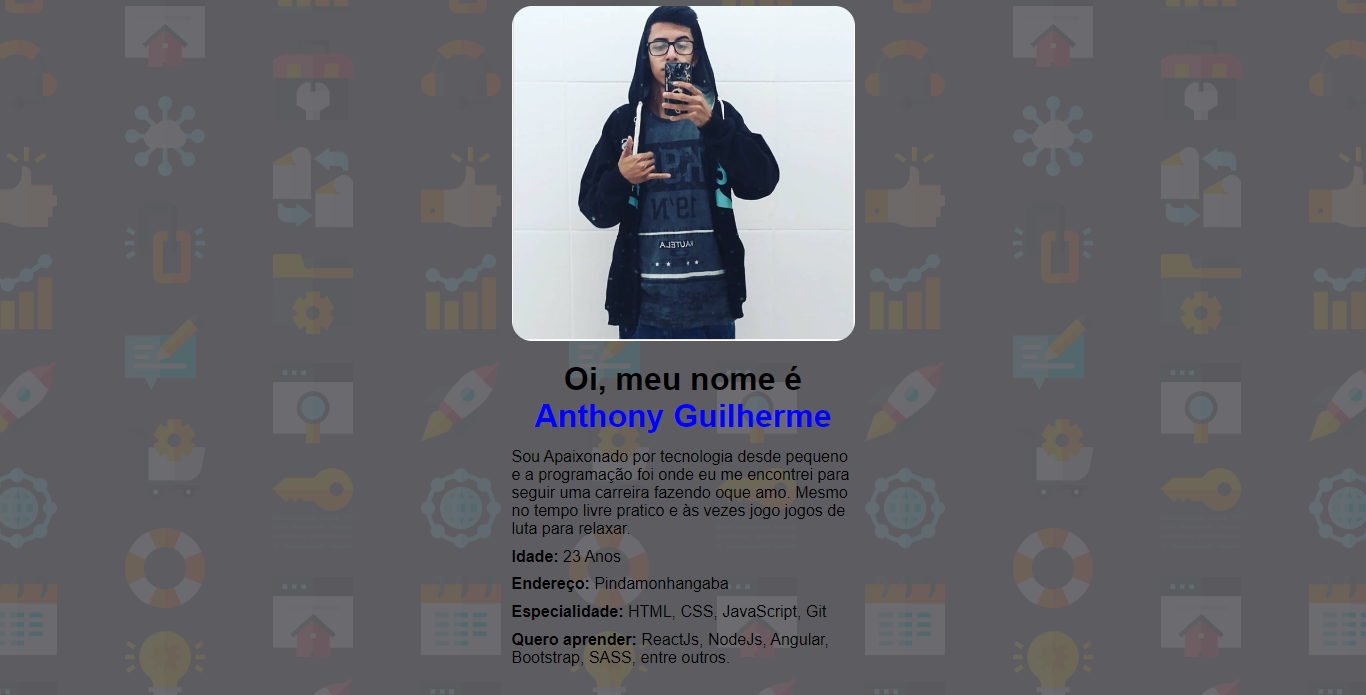 Oi, meu nome é
Anthony Guilherme
Sou Apaixonado por tecnologia desde pequeno
e a programação foi onde eu me encontrei para
seguir uma carreira fazendo oque amo. Mesmo
no tempo livre pratico e às vezes jogo jogos de
luta para relaxar.
Idade: 23 Anos
Endereço: Pindamonhangaba
Especialidade: HTML, CSS, JavaScript, Git
Quero aprender: ReactJs, NodeJs, Angular,
Bootstrap, SASS, entre outros.